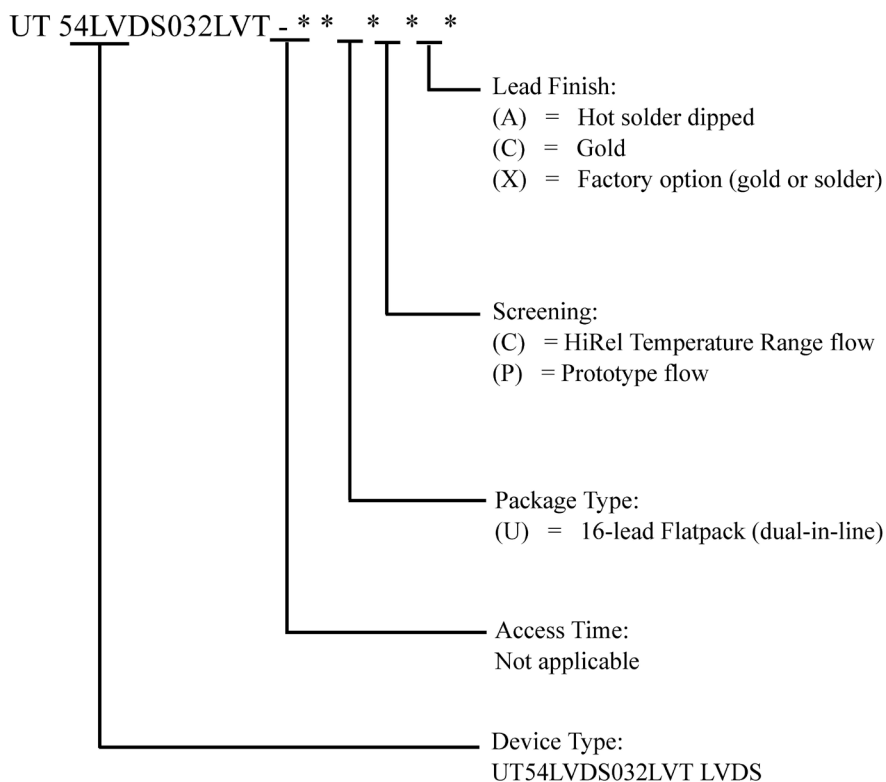 UT 54LVDS032LVT - * * * * * *
Lead Finish:
(A) = Hot solder dipped
(C) = Gold
(X) = Factory option (gold or solder)
Screening:
(C) = HiRel Temperature Range flow
(P) = Prototype flow
Package Type:
(U) = 16-lead Flatpack (dual-in-line)
Access Time:
Not applicable
Device Type:
UT54LVDS032LVT LVDS